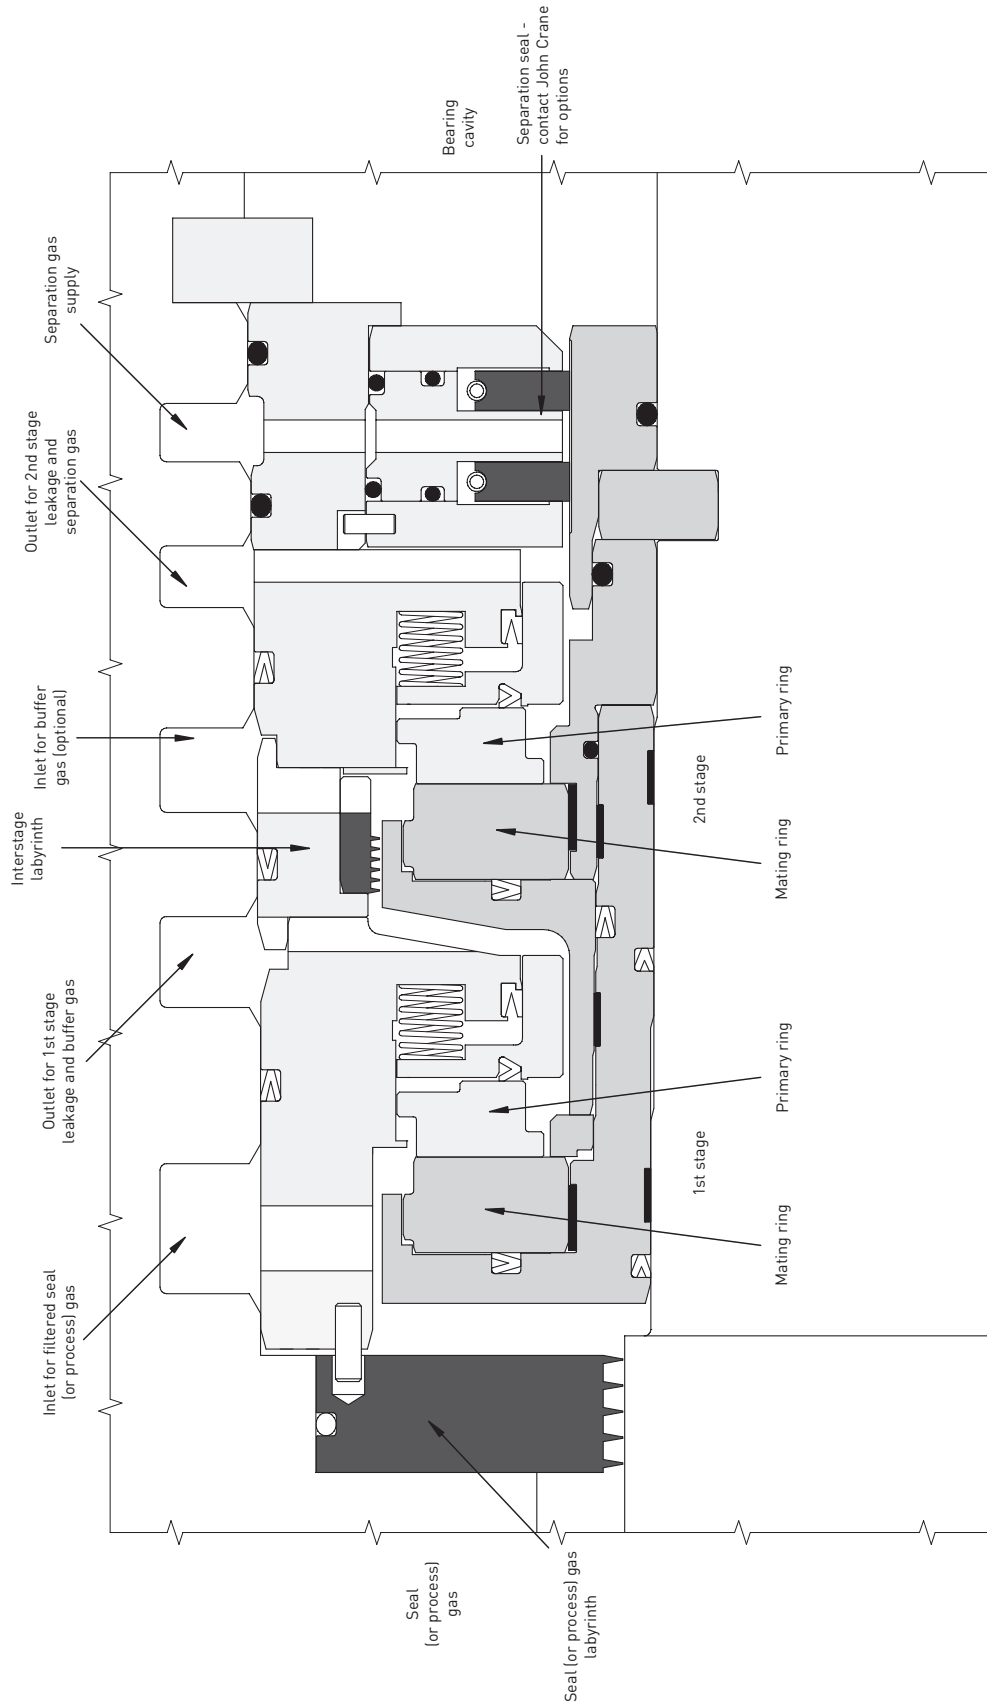 Inlet for filtered seal
(or process) gas
Outlet for 1st stage
leakage and buffer gas
Interstage
labyrinth
Inlet for buffer
gas (optional)
Outlet for 2nd stage
leakage and
separation gas
Separation gas
supply
Seal
(or process)
gas
Seal (or process) gas
labyrinth
Bearing
cavity
Separation seal -
contact John Crane
for options
Mating ring
1st stage
Primary ring
Mating ring
2nd stage
Primary ring